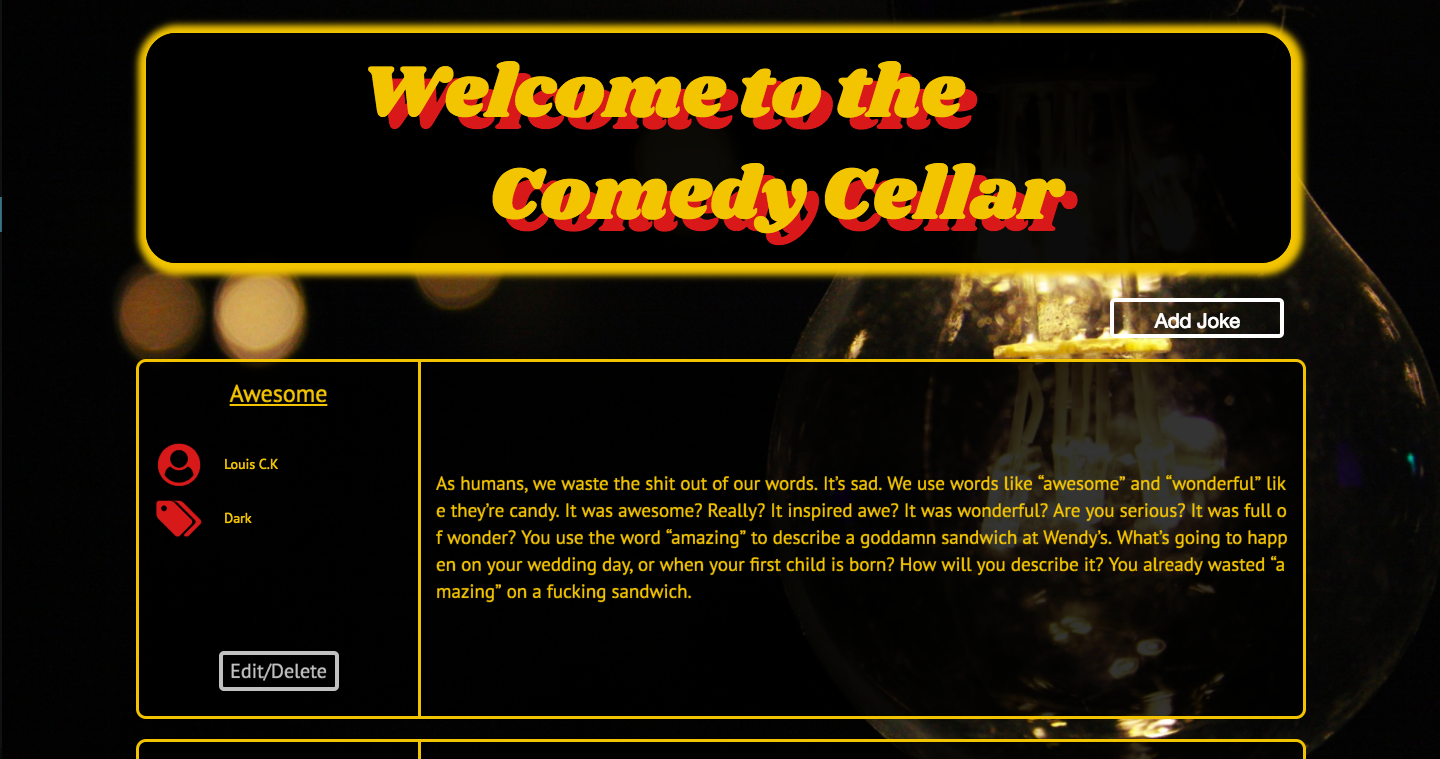 Welcome to the
Comedy Cellar
Add Joke
Awesome
Louis C.K
Dark
Edit/Delete
As humans, we waste the shit out of our words. It’s sad. We use words like “awesome” and “wonderful” lik
e they’re candy. It was awesome? Really? It inspired awe? It was wonderful? Are you serious? It was full o
f wonder? You use the word “amazing” to describe a goddamn sandwich at Wendy’s. What’s going to happ
en on your wedding day, or when your first child is born? How will you describe it? You already wasted “a
mazing” on a fucking sandwich.